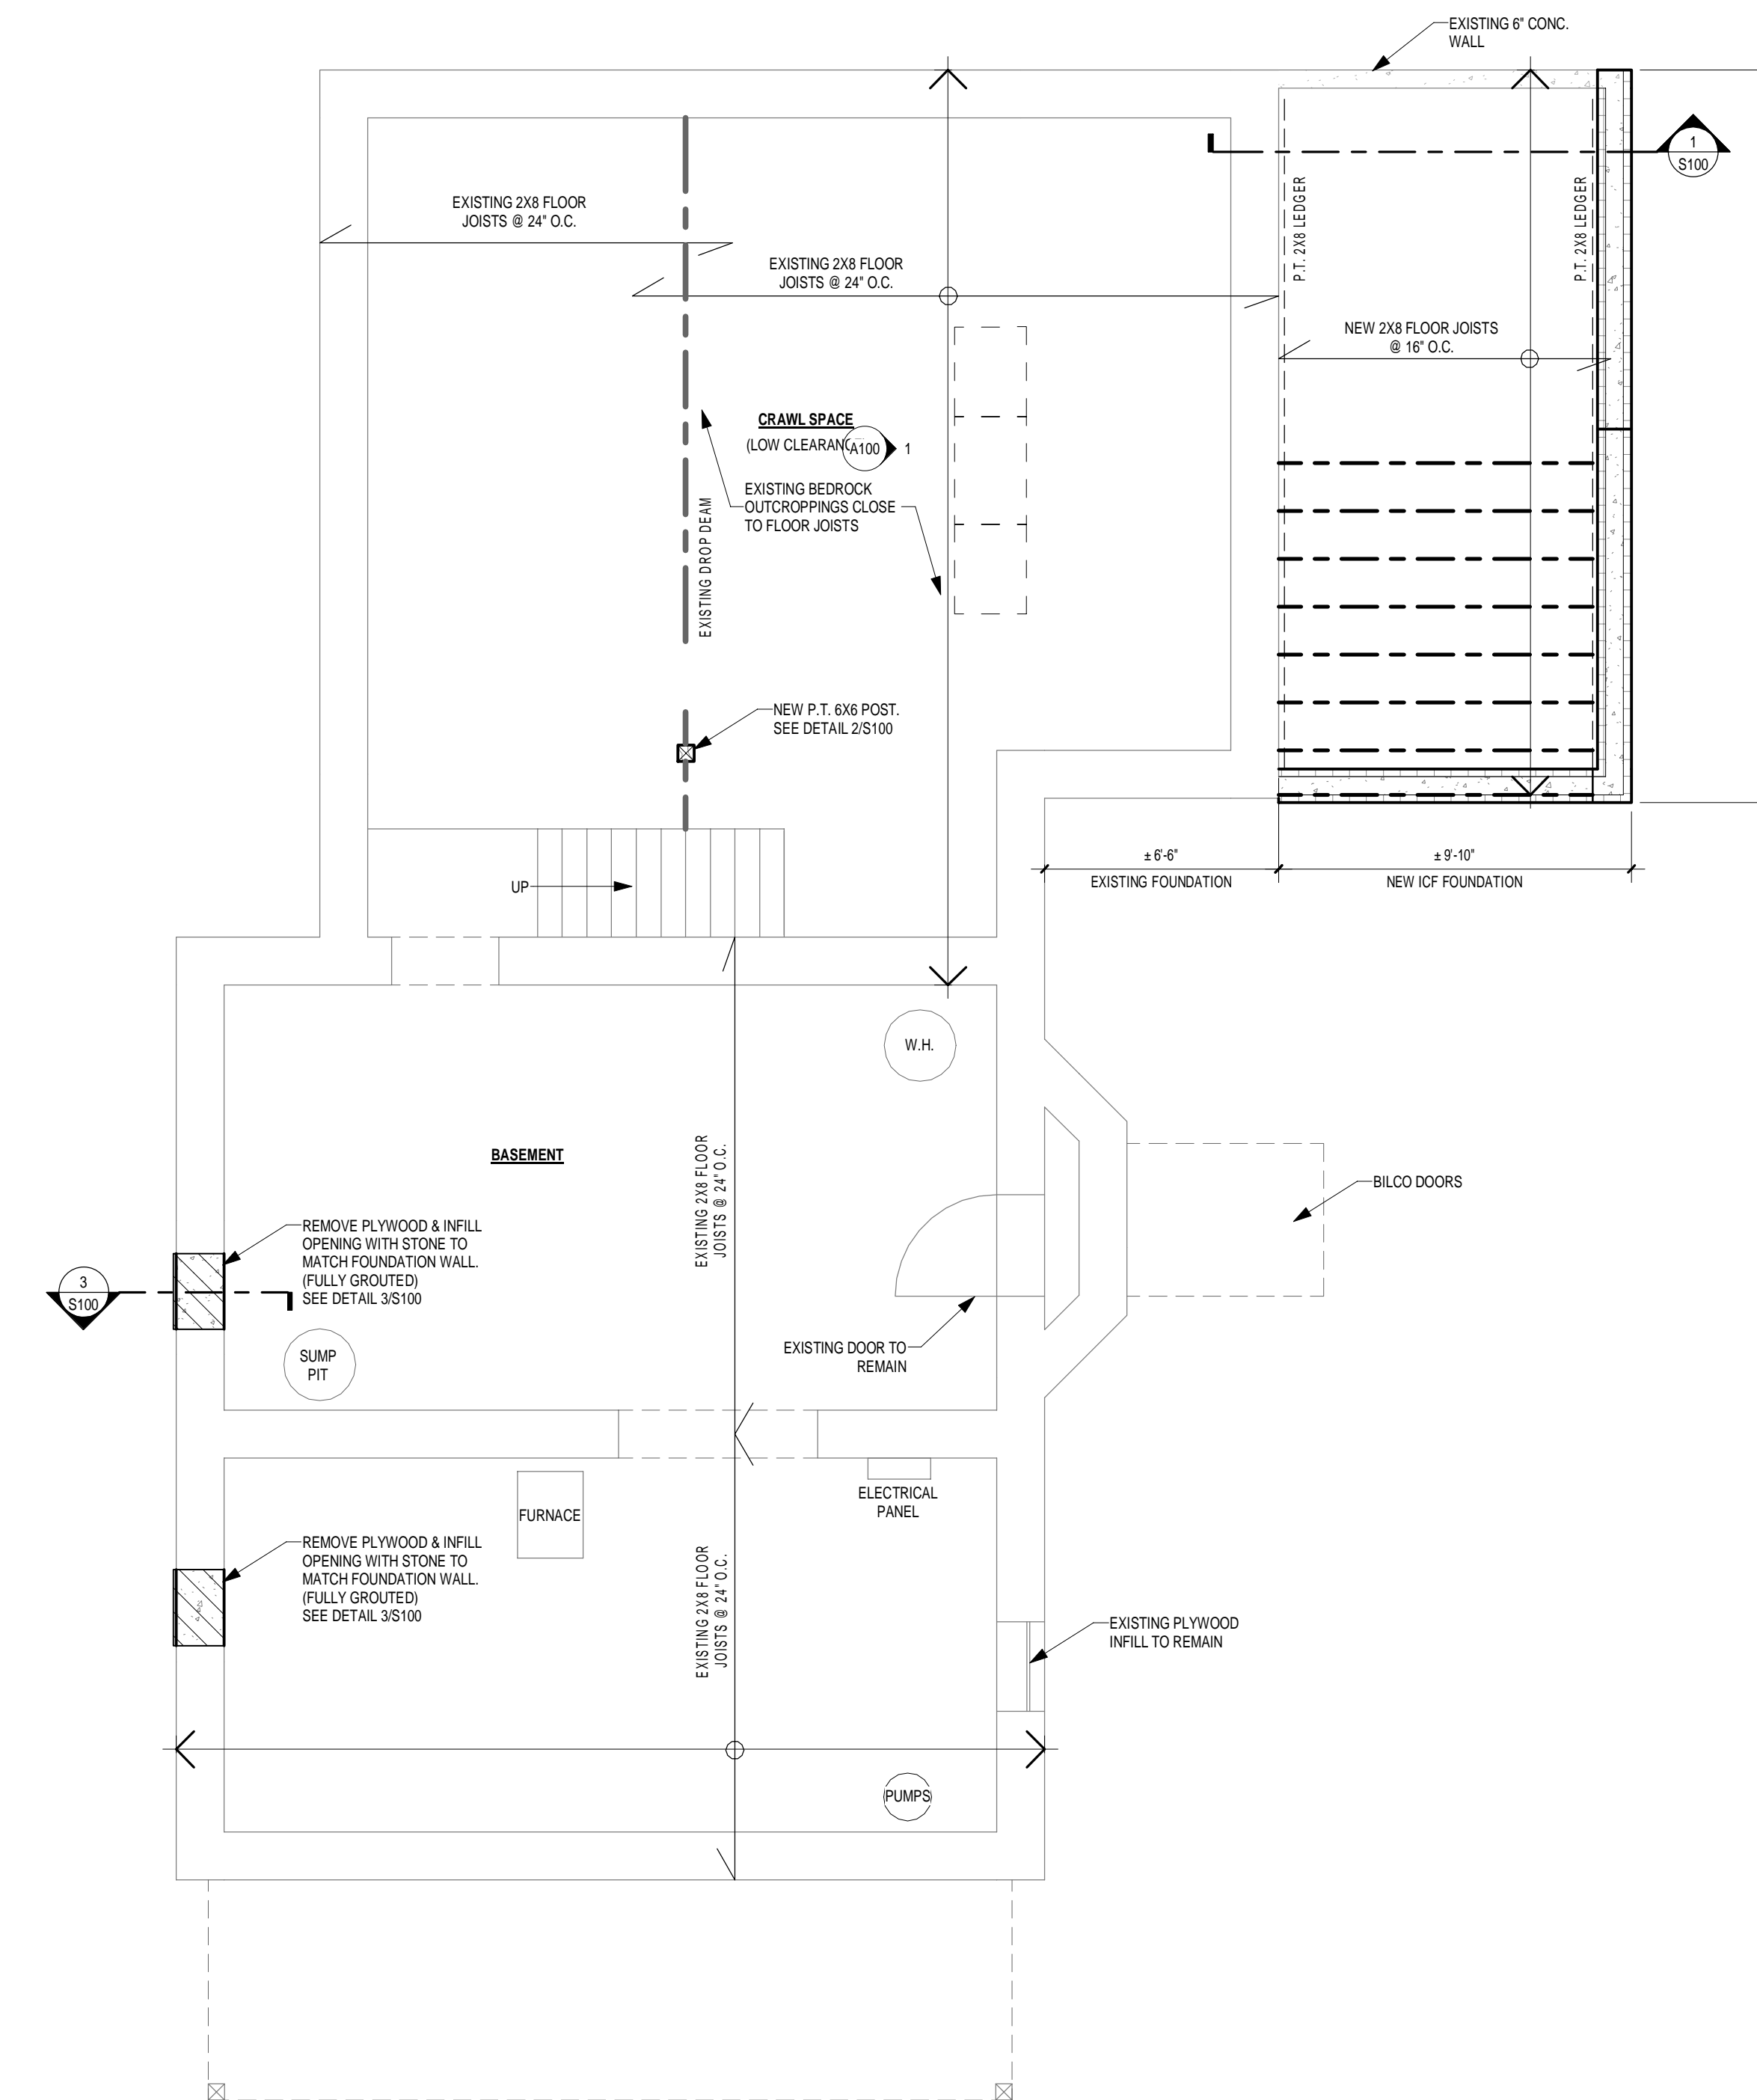 EXISTING 6" CONC.
WALL
1
S100
EXISTING 2X8 FLOOR
JOISTS @ 24" O.C.
EXISTING 2X8 FLOOR
JOISTS @ 24" O.C.
P.T. 2X8 LEDGER
P.T. 2X8 LEDGER
NEW 2X8 FLOOR JOISTS
@ 16" O.C.
CRAWL SPACE
(LOW CLEARANC
A100
1
EXISTING BEDROCK
OUTCROPPINGS CLOSE
TO FLOOR JOISTS
EXISTING DROP DEAM
NEW P.T. 6X6 POST.
SEE DETAIL 2/S100
± 6'-6"
EXISTING FOUNDATION
± 9'-10"
NEW ICF FOUNDATION
UP
W.H.
BASEMENT
EXISTING 2X8 FLOOR
JOISTS @ 24" O.C.
BILCO DOORS
REMOVE PLYWOOD & INFILL
OPENING WITH STONE TO
MATCH FOUNDATION WALL.
(FULLY GROUTED)
SEE DETAIL 3/S100
3
S100
SUMP
PIT
EXISTING DOOR TO
REMAIN
FURNACE
ELECTRICAL
PANEL
REMOVE PLYWOOD & INFILL
OPENING WITH STONE TO
MATCH FOUNDATION WALL.
(FULLY GROUTED)
SEE DETAIL 3/S100
EXISTING 2X8 FLOOR
JOISTS @ 24" O.C.
EXISTING PLYWOOD
INFILL TO REMAIN
PUMPS